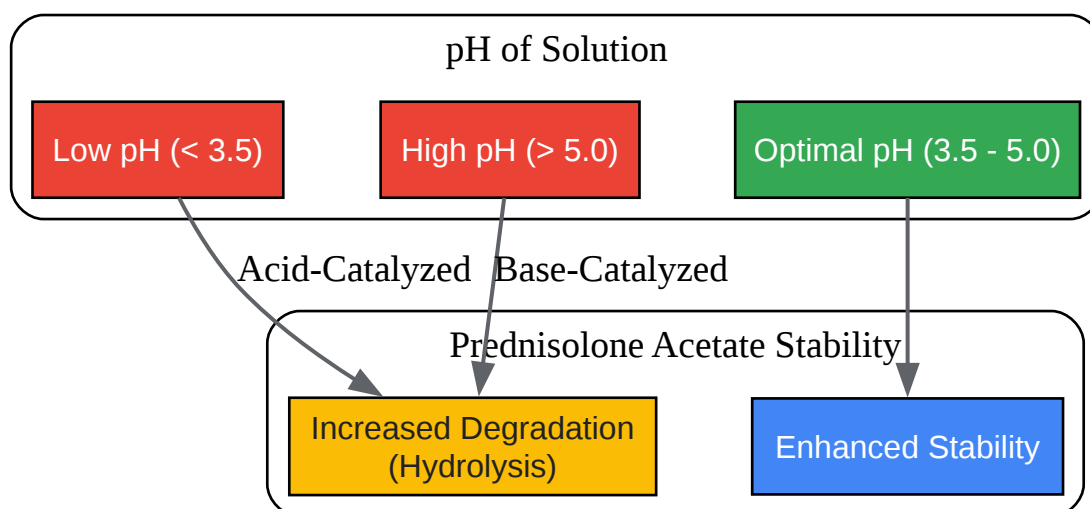 pH of Solution
Low pH (< 3.5)
High pH (> 5.0)
Optimal pH (3.5 - 5.0)
Acid-Catalyzed
Base-Catalyzed
Prednisolone Acetate Stability
Increased Degradation
(Hydrolysis)
Enhanced Stability